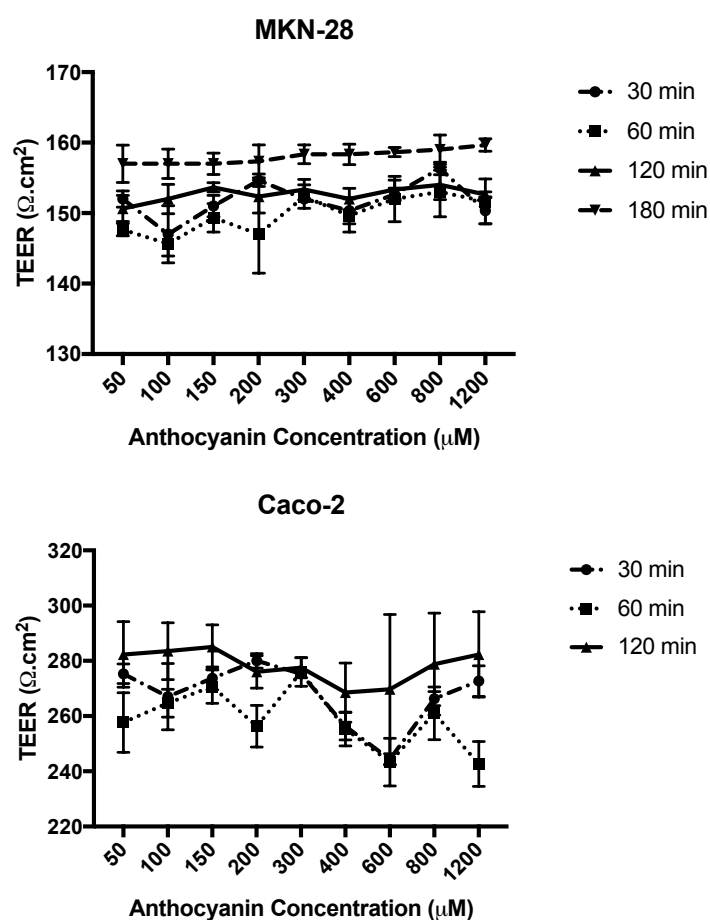 MKN-28
170
160
150
140
130
TEER (Ω.cm²)
50
100
150
200
300
400
600
800
1200
Anthocyanin Concentration (μM)
30 min
60 min
120 min
180 min
Caco-2
320
300
280
260
240
220
TEER (Ω.cm²)
50
100
150
200
300
400
600
800
1200
Anthocyanin Concentration (μM)
30 min
60 min
120 min